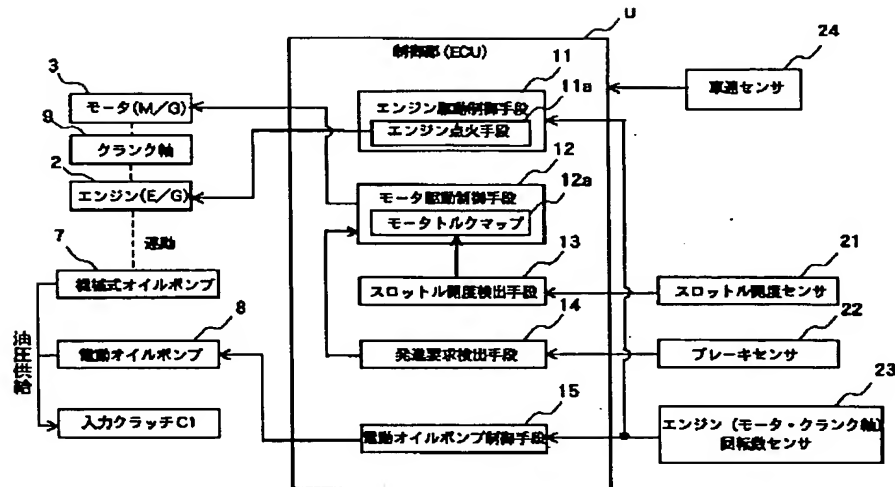 U
制御部(ECU)
24
車速センサ
3
モータ(M/G)
9
クランク軸
2
エンジン(E/G)
連動
7
機械式オイルポンプ
8
電動オイルポンプ
油圧供給
入力クラッチC1
11
エンジン駆動制御手段
11a
エンジン点火手段
12
モータ駆動制御手段
12a
モータトルクマップ
13
スロットル開度検出手段
14
発進要求検出手段
15
電動オイルポンプ制御手段
21
スロットル開度センサ
22
ブレーキセンサ
23
エンジン(モータ・クランク軸)
回転数センサ